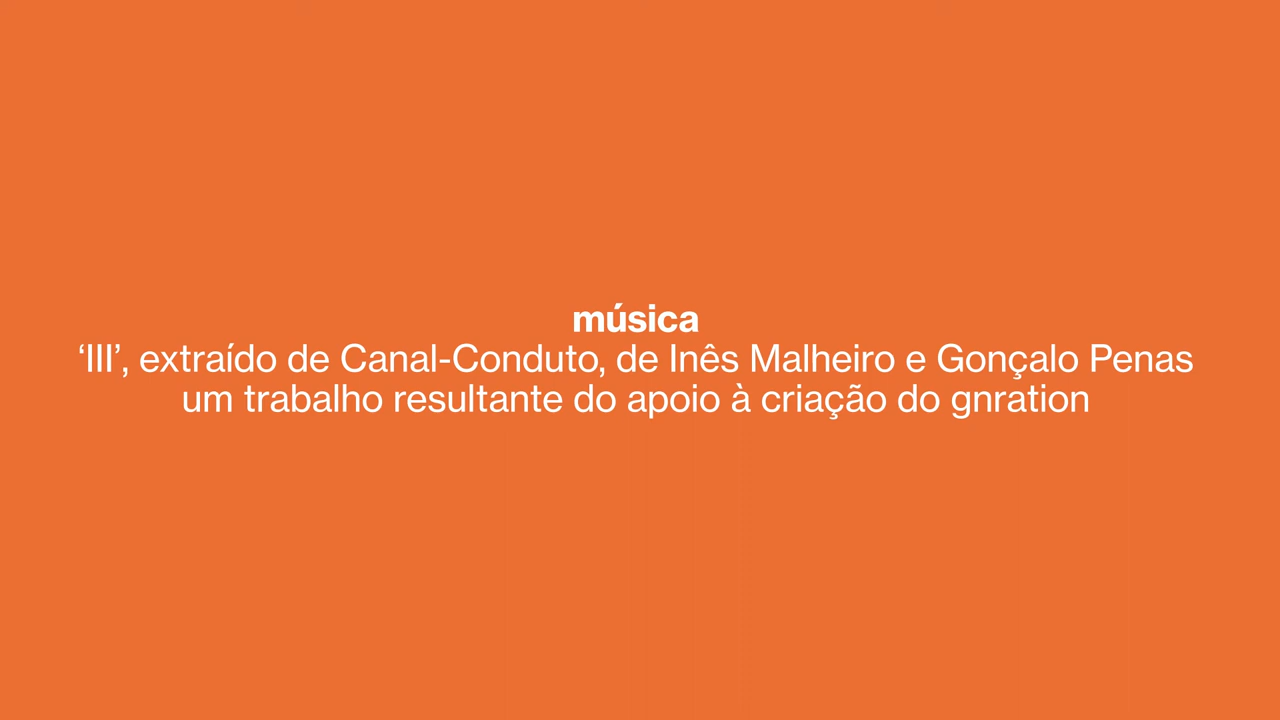 música
‘III’, extraído de Canal-Conduto, de Inês Malheiro e Gonçalo Penas
um trabalho resultante do apoio à criação do gnration